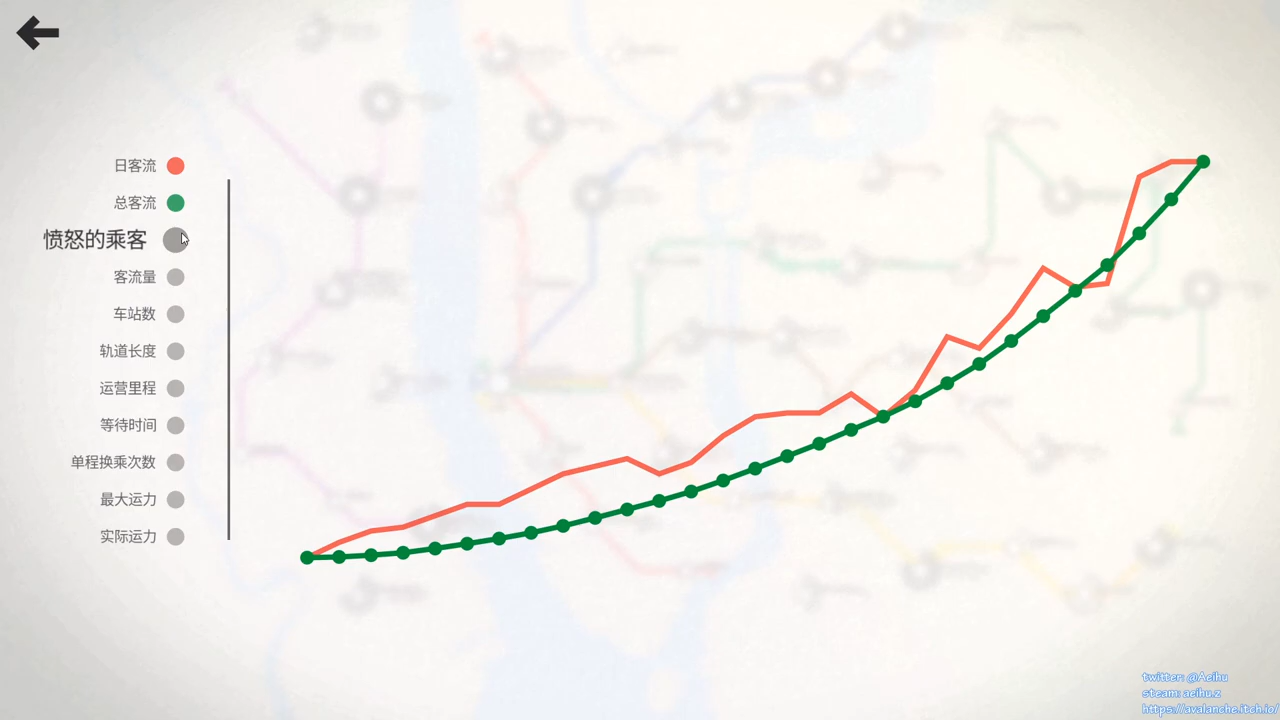 日客流
总客流
愤怒的乘客
客流量
车站数
轨道长度
运营里程
等待时间
单程换乘次数
最大运力
实际运力
twitter: @Aeihu
steam: aeihu.z
https://avalanche.itch.io/